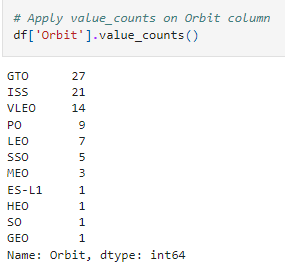 # Apply value_counts on Orbit column
df['Orbit'].value_counts()
GTO 27
ISS 21
VLEO 14
PO 9
LEO 7
SSO 5
MEO 3
ES-L1 1
HEO 1
SO 1
GEO 1
Name: Orbit, dtype: int64